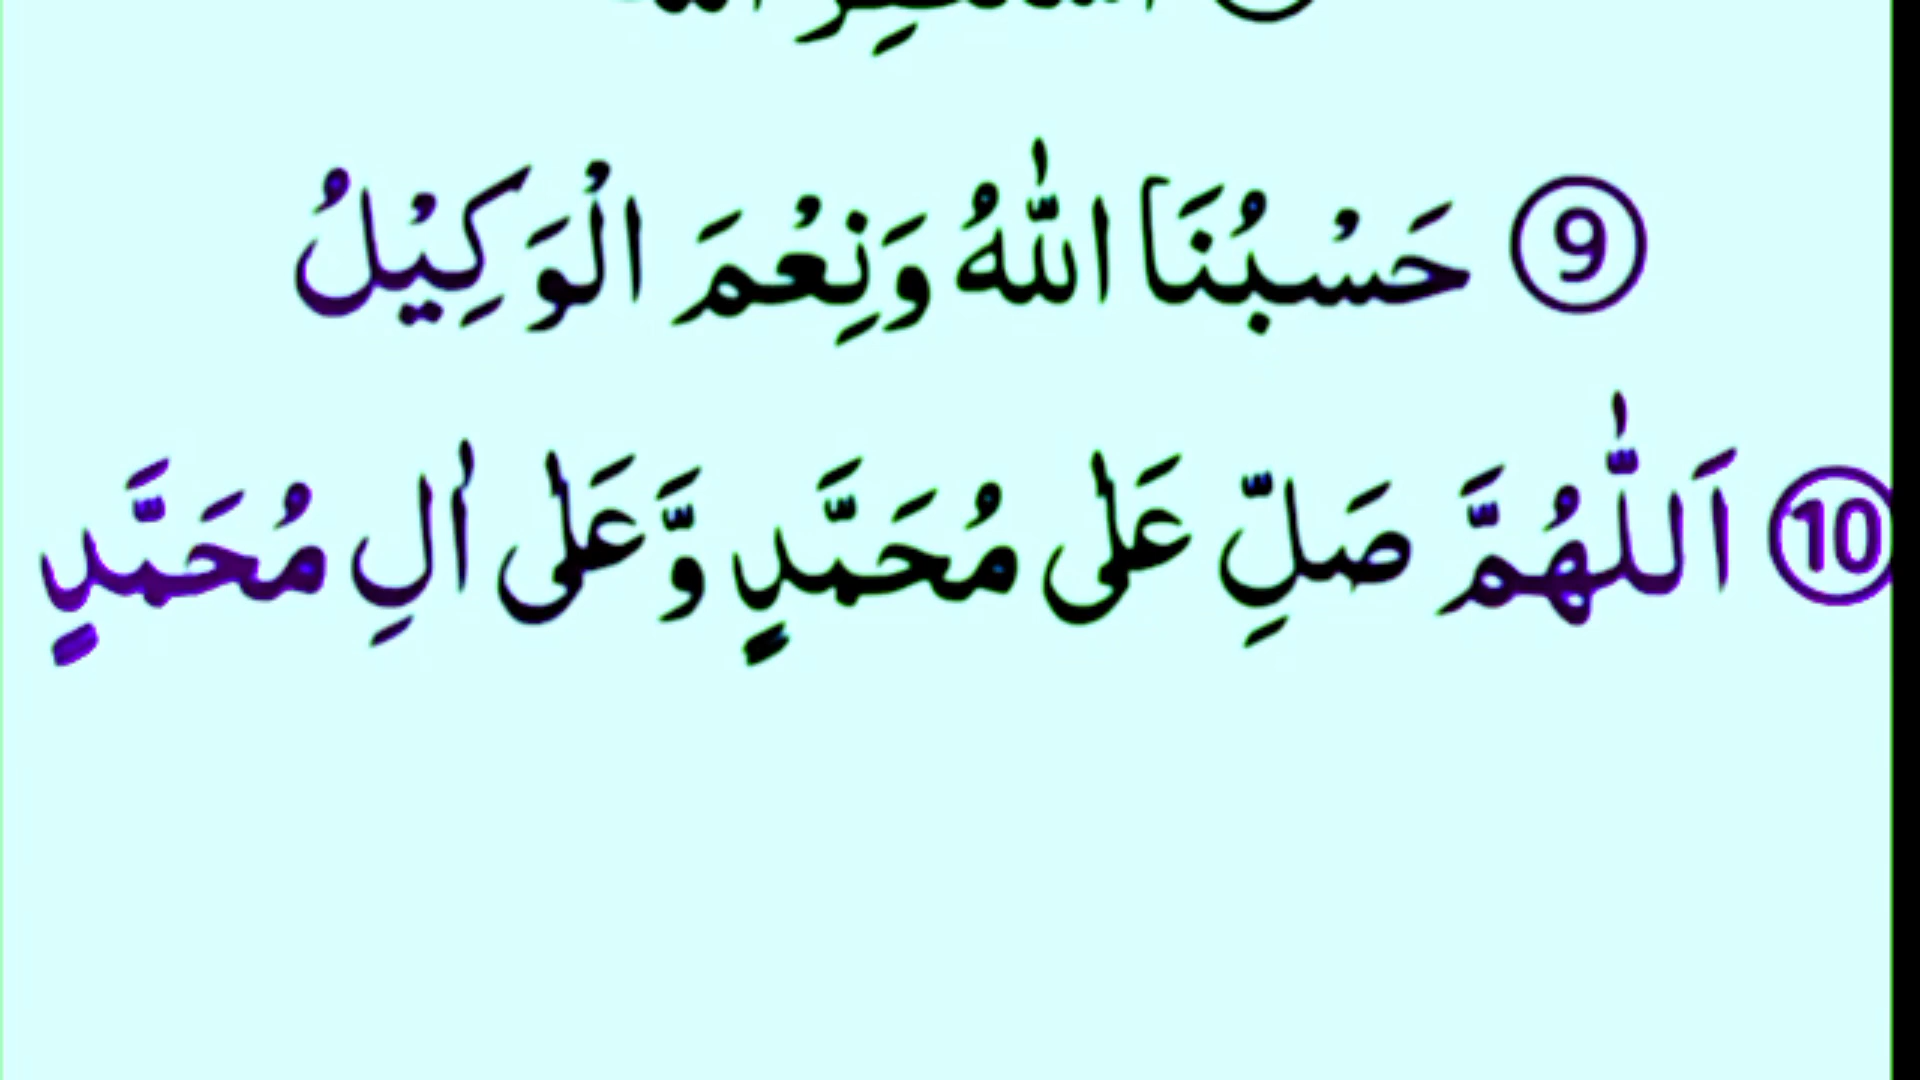 ⑨ حَسْبُنَا اللّٰهُ وَنِعْمَ الْوَكِيْلُ
⑩ اَللّٰهُمَّ صَلِّ عَلٰى مُحَمَّدٍ وَّعَلٰى اٰلِ مُحَمَّدٍ